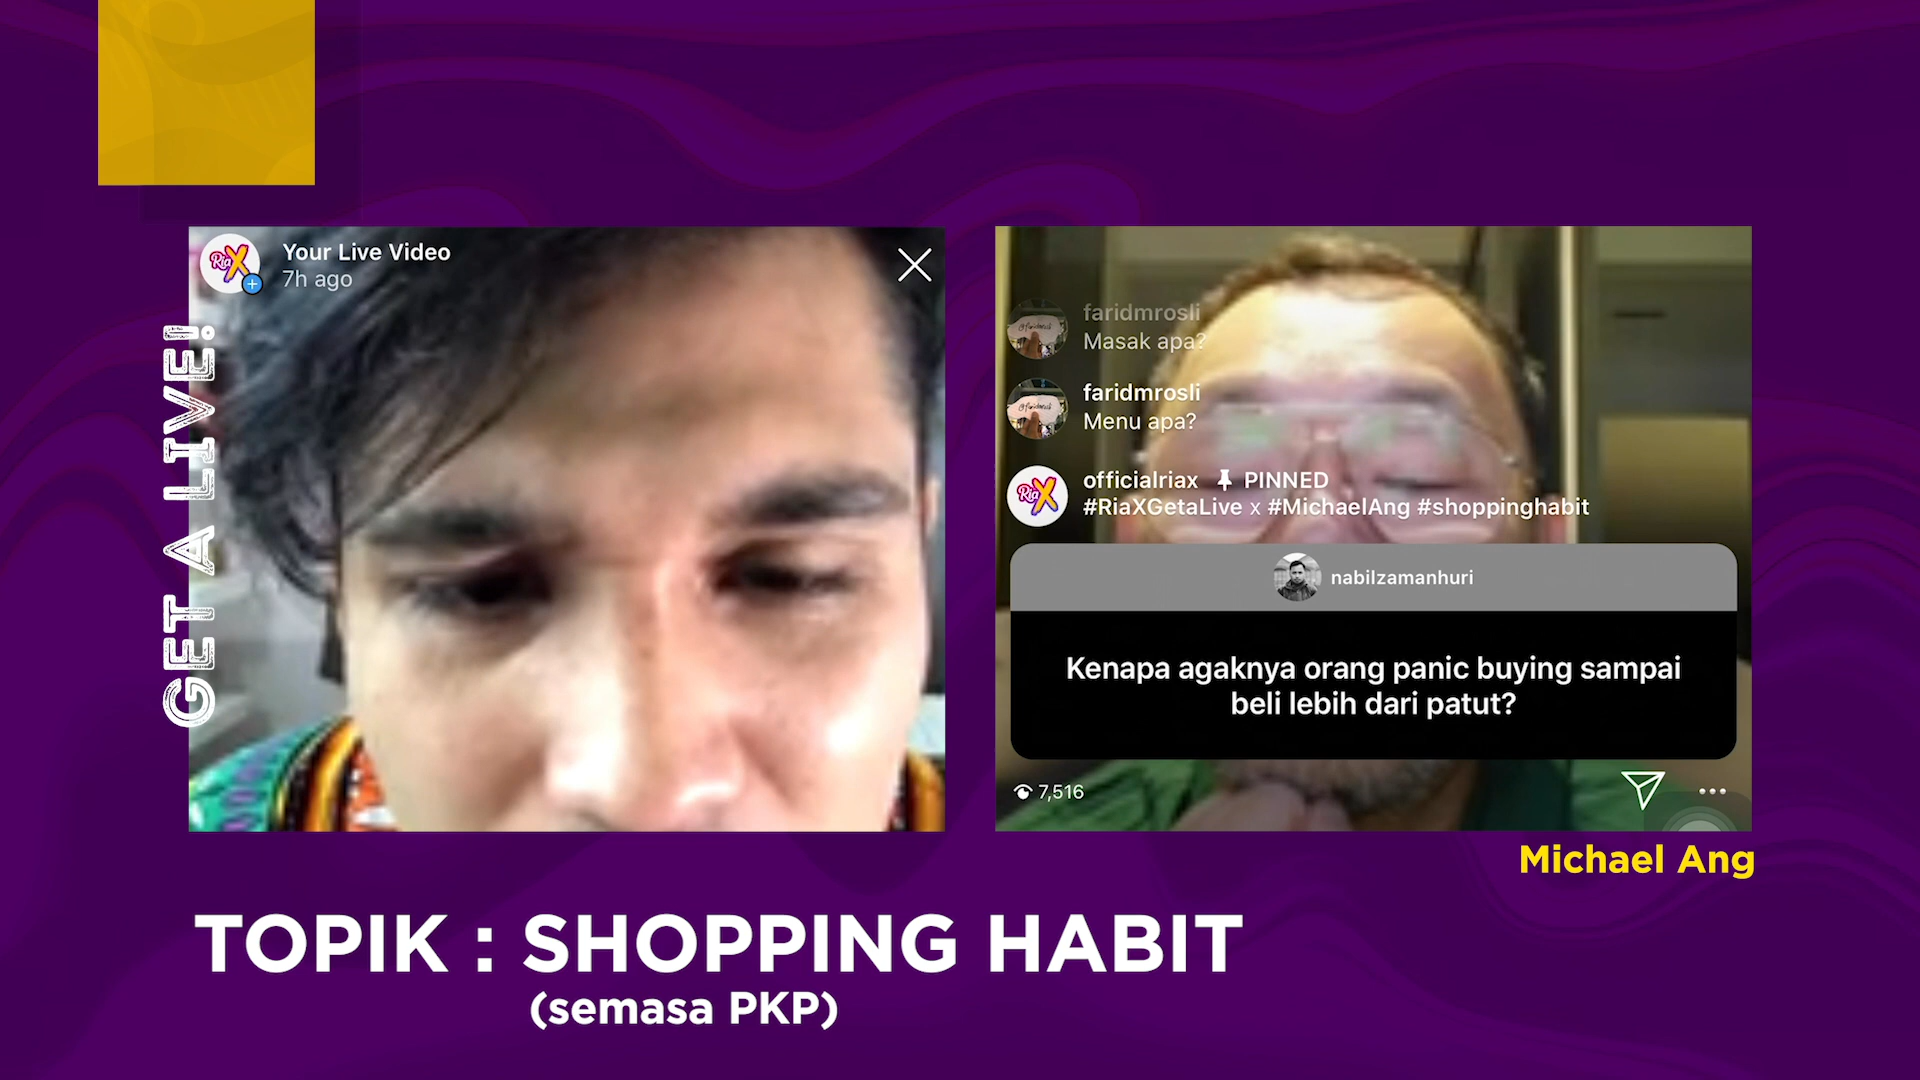 RiaX
Your Live Video
7h ago
GET A LIVE!
faridmrosli
Masak apa?
faridmrosli
Menu apa?
RiaX
officialriax PINNED
#RiaXGetaLive x #MichaelAng #shoppinghabit
nabilzamanhuri
Kenapa agaknya orang panic buying sampai
beli lebih dari patut?
7,516
Michael Ang
TOPIK : SHOPPING HABIT
(semasa PKP)